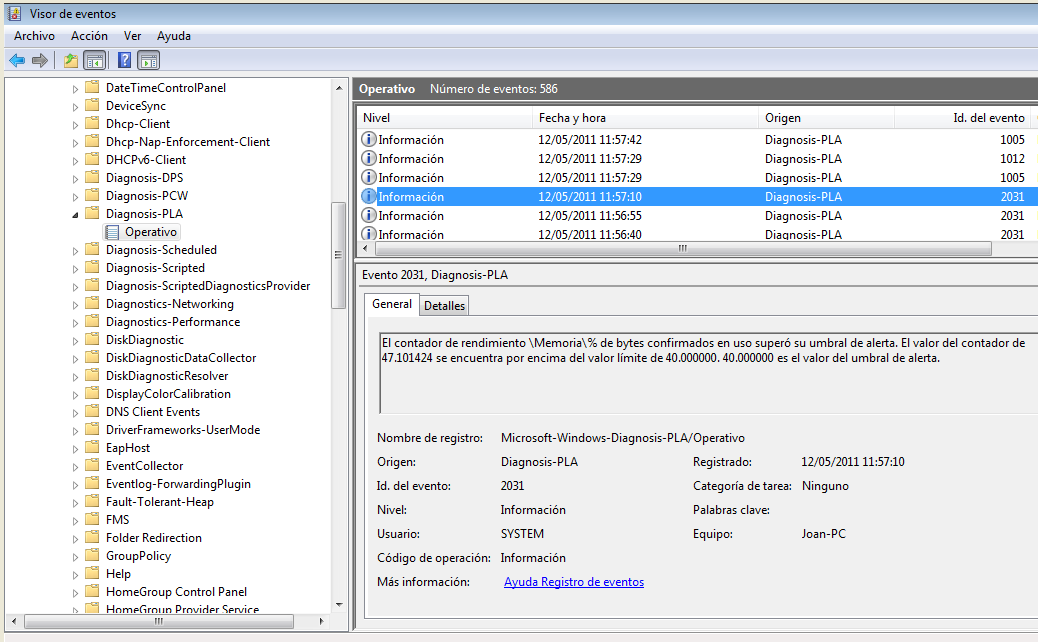 Visor de eventos
Archivo Acción Ver Ayuda
DateTimeControlPanel
DeviceSync
Dhcp-Client
Dhcp-Nap-Enforcement-Client
DHCPv6-Client
Diagnosis-DPS
Diagnosis-PCW
Diagnosis-PLA
Operativo
Diagnosis-Scheduled
Diagnosis-Scripted
Diagnosis-ScriptedDiagnosticsProvider
Diagnostics-Networking
Diagnostics-Performance
DiskDiagnostic
DiskDiagnosticDataCollector
DiskDiagnosticResolver
DisplayColorCalibration
DNS Client Events
DriverFrameworks-UserMode
EapHost
EventCollector
Eventlog-ForwardingPlugin
Fault-Tolerant-Heap
FMS
Folder Redirection
GroupPolicy
Help
HomeGroup Control Panel
HomeGroup Provider Service
Operativo Número de eventos: 586
Nivel Fecha y hora Origen Id. del evento
Información 12/05/2011 11:57:42 Diagnosis-PLA 1005
Información 12/05/2011 11:57:29 Diagnosis-PLA 1012
Información 12/05/2011 11:57:29 Diagnosis-PLA 1005
Información 12/05/2011 11:57:10 Diagnosis-PLA 2031
Información 12/05/2011 11:56:55 Diagnosis-PLA 2031
Información 12/05/2011 11:56:40 Diagnosis-PLA 2031
Evento 2031, Diagnosis-PLA
General Detalles
El contador de rendimiento \Memoria\% de bytes confirmados en uso superó su umbral de alerta. El valor del contador de
47.101424 se encuentra por encima del valor límite de 40.000000. 40.000000 es el valor del umbral de alerta.
Nombre de registro: Microsoft-Windows-Diagnosis-PLA/Operativo
Origen: Diagnosis-PLA Registrado: 12/05/2011 11:57:10
Id. del evento: 2031 Categoría de tarea: Ninguno
Nivel: Información Palabras clave:
Usuario: SYSTEM Equipo: Joan-PC
Código de operación: Información
Más información: Ayuda Registro de eventos